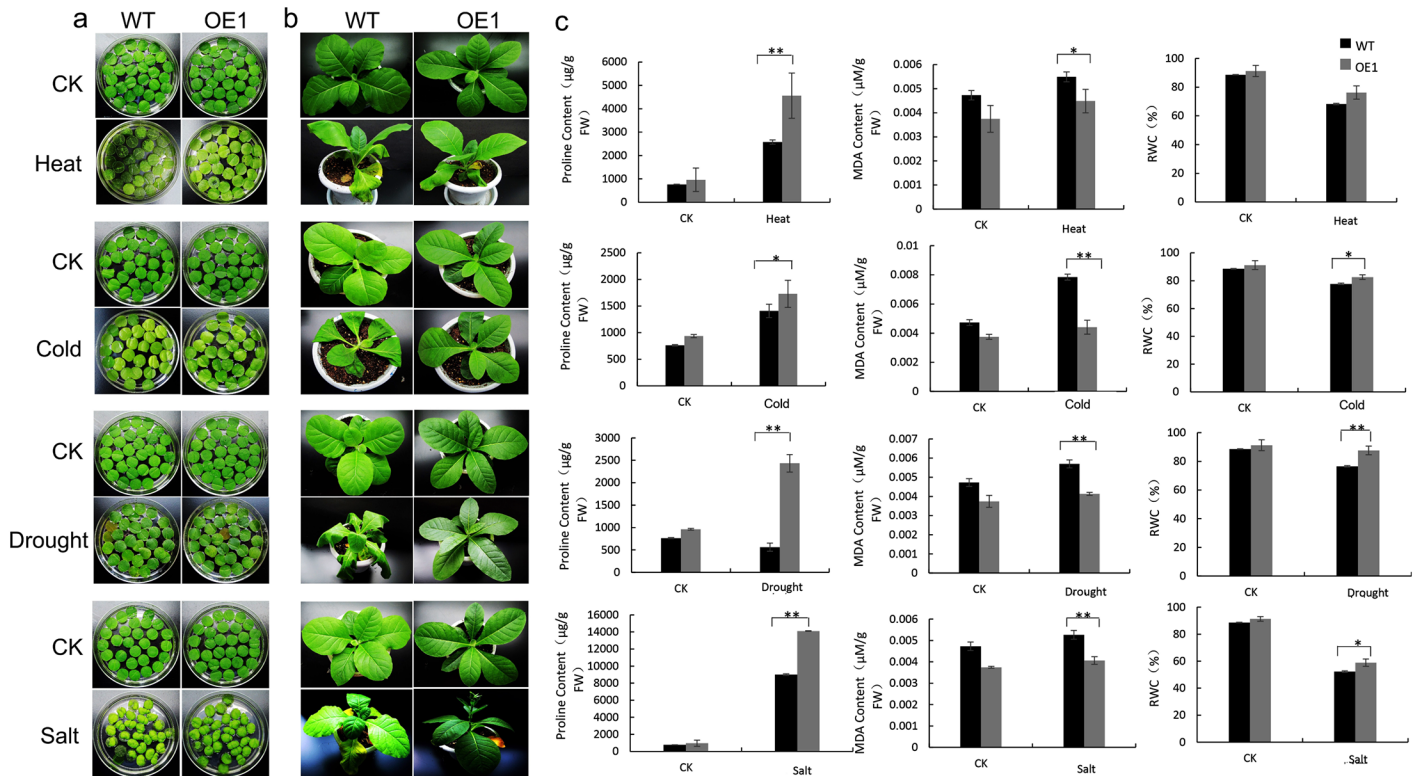 a WT OE1
b WT OE1
c
CK
Heat
CK
Cold
CK
Drought
CK
Salt
WT
OE1
Proline Content (μg/g
FW)
6000
5000
4000
3000
2000
1000
0
**
CK Heat
MDA Content (μM/g
FW)
0.006
0.005
0.004
0.003
0.002
0.001
0
*
CK Heat
RWC (%)
100
80
60
40
20
0
CK Heat
Proline Content (μg/g
FW)
2500
2000
1500
1000
500
0
*
CK Cold
MDA Content (μM/g
FW)
0.01
0.008
0.006
0.004
0.002
0
**
CK Cold
RWC (%)
100
80
60
40
20
0
*
CK Cold
Proline Content (μg/g
FW)
3000
2500
2000
1500
1000
500
0
**
CK Drought
MDA Content (μM/g
FW)
0.007
0.006
0.005
0.004
0.003
0.002
0.001
0
**
CK Drought
RWC (%)
100
80
60
40
20
0
**
CK Drought
Proline Content (μg/g
FW)
16000
14000
12000
10000
8000
6000
4000
2000
0
**
CK Salt
MDA Content (μM/g
FW)
0.006
0.005
0.004
0.003
0.002
0.001
0
**
CK Salt
RWC (%)
100
80
60
40
20
0
*
CK Salt